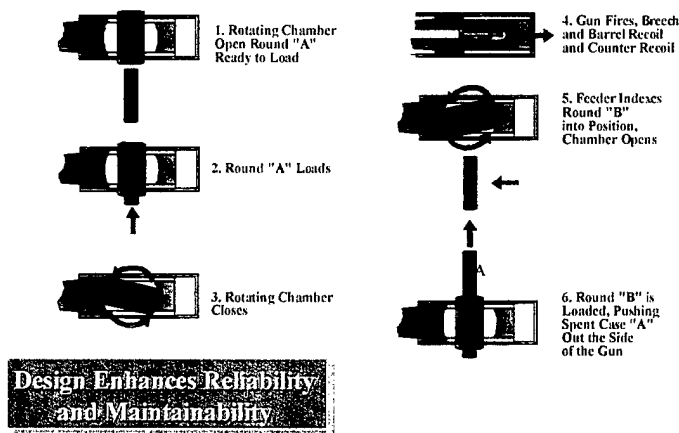 1. Rotating Chamber
Open Round "A"
Ready to Load
2. Round "A" Loads
3. Rotating Chamber
Closes
4. Gun Fires, Breech
and Barrel Recoil
and Counter Recoil
5. Feeder Indexes
Round "B"
into Position,
Chamber Opens
A
6. Round "B" is
Loaded, Pushing
Spent Case "A"
Out the Side
of the Gun
Design Enhances Reliability
and Maintainability